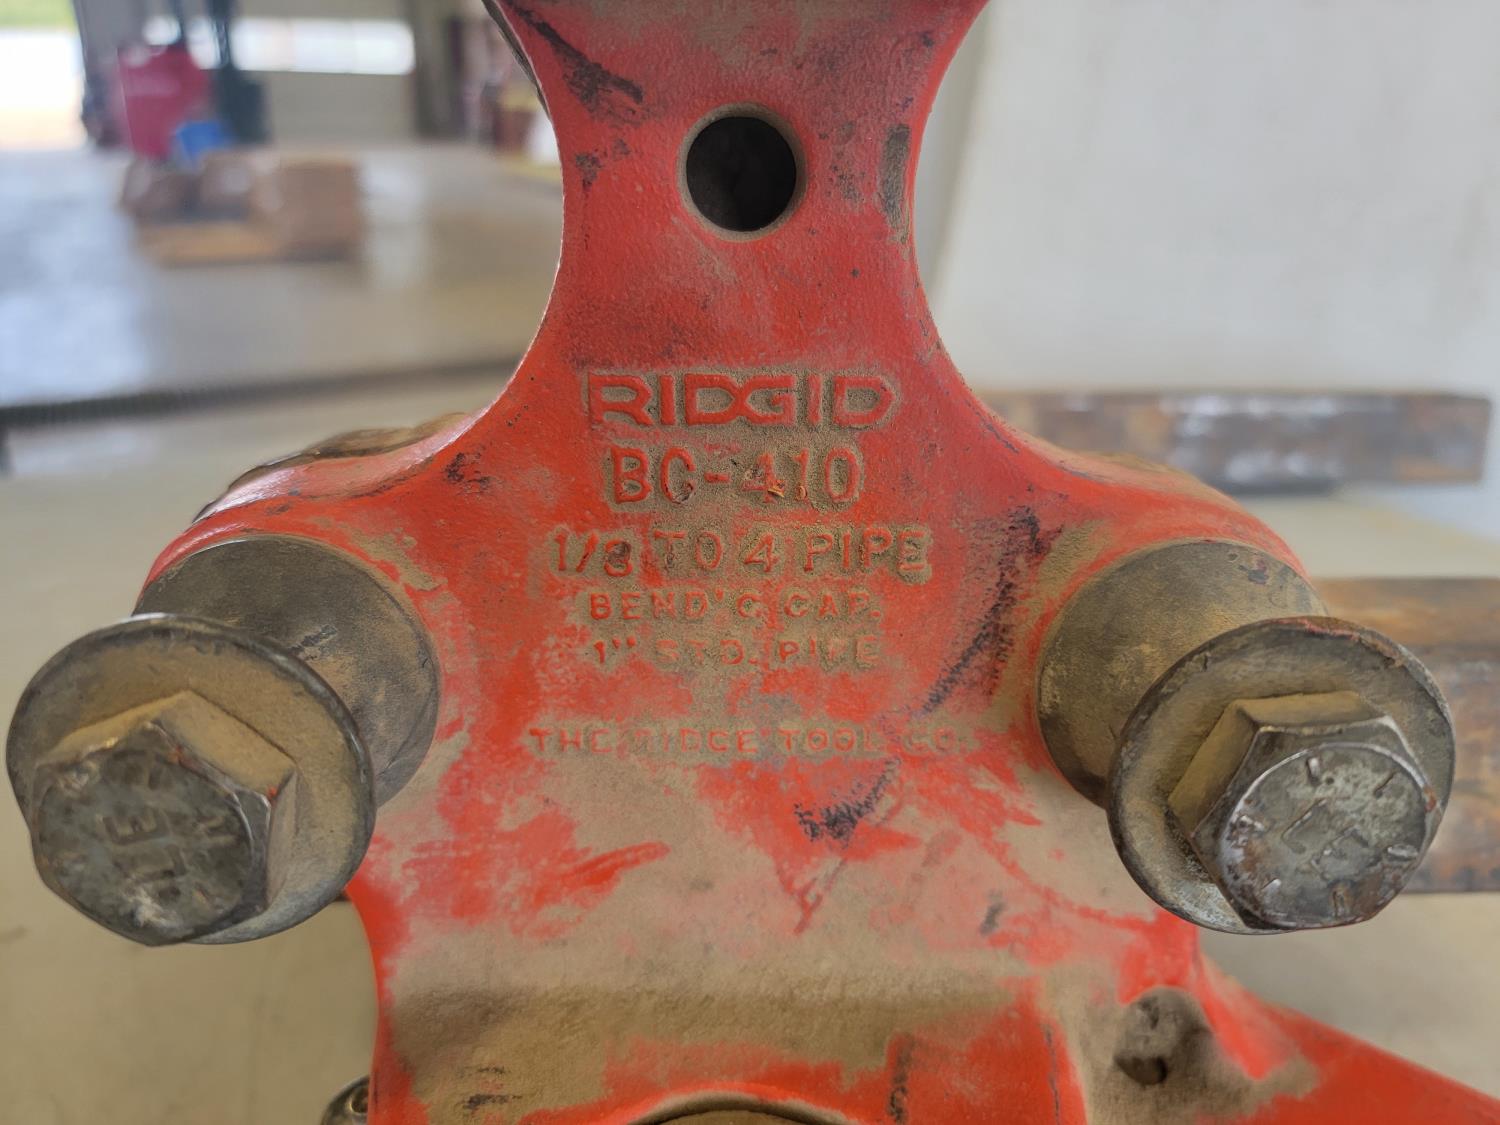 RIDGID
BC-410
1/8 TO 4 PIPE
BEND'G CAP.
1" STD. PIPE
THE RIDGE TOOL CO.